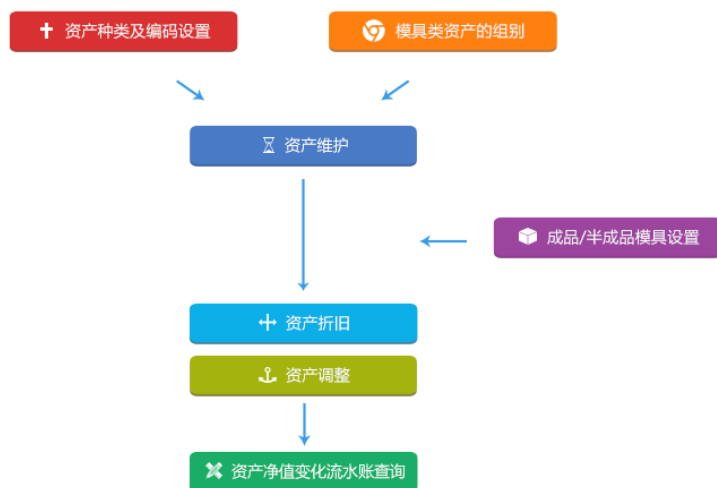 资产种类及编码设置
模具类资产的组别
资产维护
成品/半成品模具设置
资产折旧
资产调整
资产净值变化流水账查询